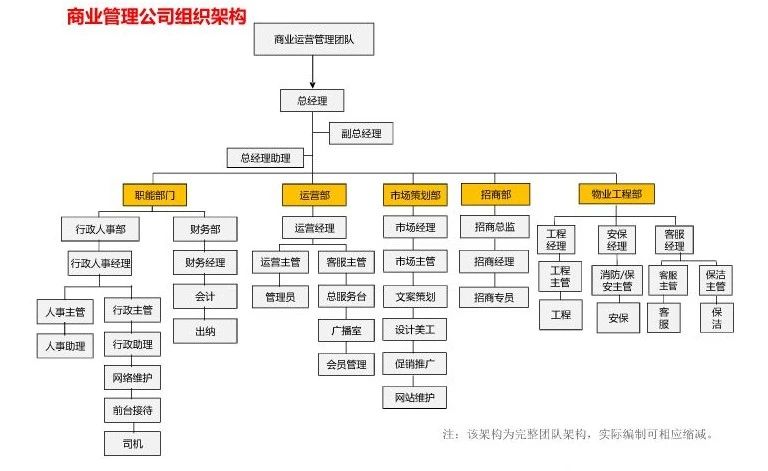 商业管理公司组织架构
商业运营管理团队
总经理
副总经理
总经理助理
职能部门
运营部
市场策划部
招商部
物业工程部
行政人事部
财务部
运营经理
市场经理
招商总监
工程
经理
安保
经理
客服
经理
行政人事经理
财务经理
运营主管
客服主管
市场主管
招商经理
工程
主管
消防/保
安主管
客服
主管
保洁
主管
人事主管
行政主管
会计
管理员
总服务台
文案策划
招商专员
工程
安保
客
服
保
洁
人事助理
行政助理
出纳
广播室
设计美工
网络维护
会员管理
促销推广
前台接待
网站维护
司机
注：该架构为完整团队架构，实际编制可相应缩减。